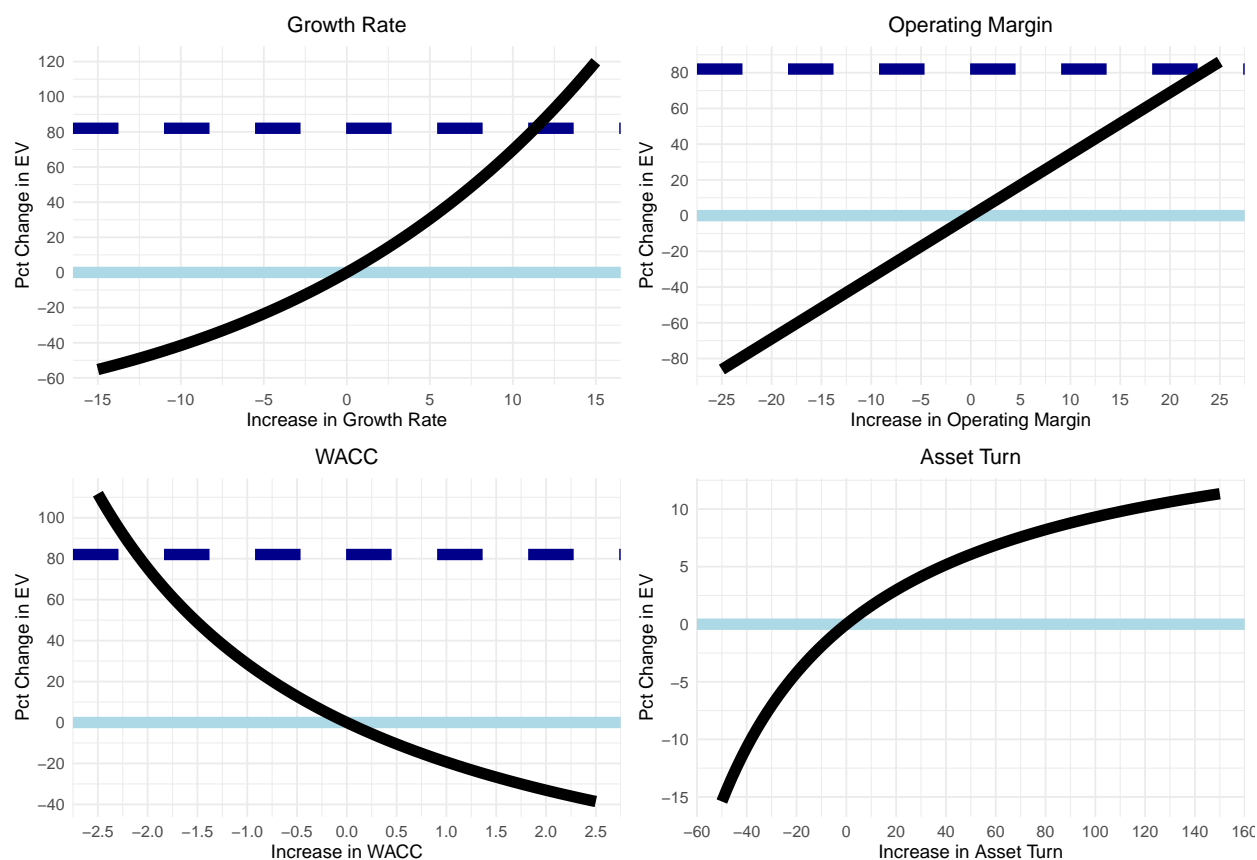 Growth Rate
Pct Change in EV
120
100
80
60
40
20
0
−20
−40
−60
−15 −10 −5 0 5 10 15
Increase in Growth Rate
Operating Margin
Pct Change in EV
80
60
40
20
0
−20
−40
−60
−80
−25 −20 −15 −10 −5 0 5 10 15 20 25
Increase in Operating Margin
WACC
Pct Change in EV
100
80
60
40
20
0
−20
−40
−2.5 −2.0 −1.5 −1.0 −0.5 0.0 0.5 1.0 1.5 2.0 2.5
Increase in WACC
Asset Turn
Pct Change in EV
10
5
0
−5
−10
−15
−60 −40 −20 0 20 40 60 80 100 120 140 160
Increase in Asset Turn